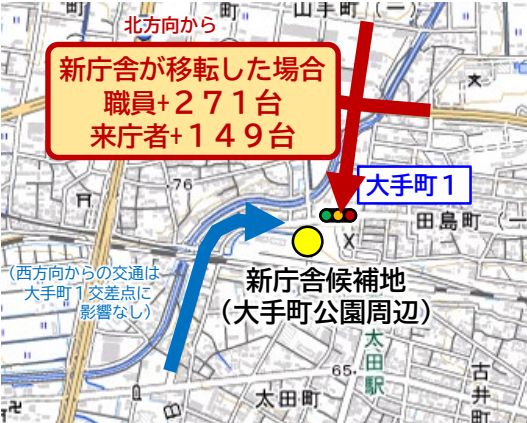 町
町
山手町（一）
北方向から
新庁舎が移転した場合
職員+２７１台
来庁者+１４９台
大手町１
・76
田島町（一
（西方向からの交通は
大手町１交差点に
影響なし）
新庁舎候補地
（大手町公園周辺）
太田駅
65.
太田町
古井町